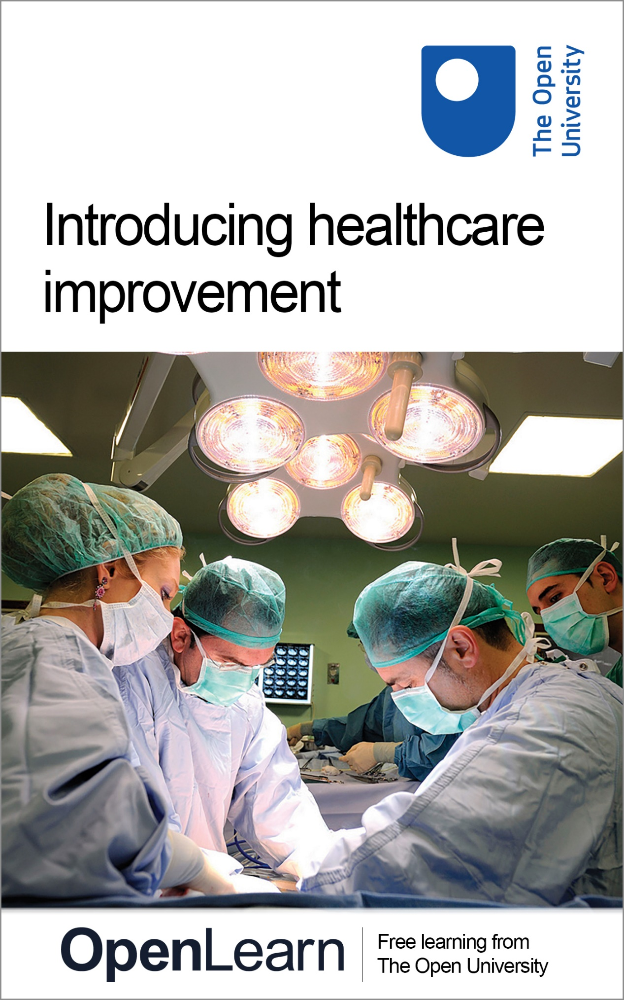 The Open
University
Introducing healthcare
improvement
OpenLearn
Free learning from
The Open University